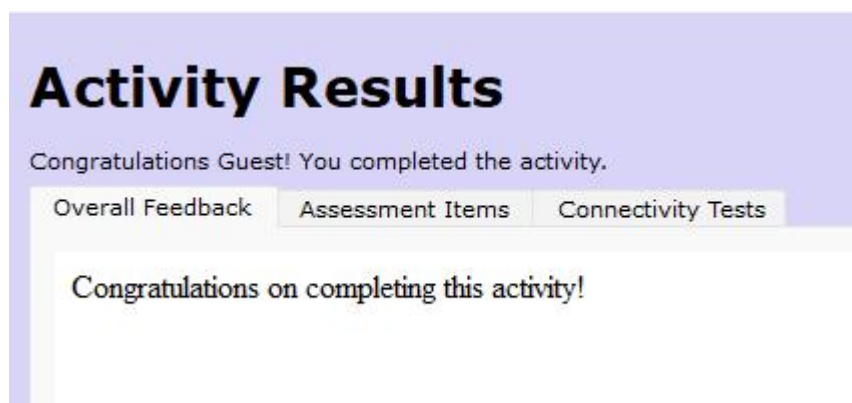 Activity Results
Congratulations Guest! You completed the activity.
Overall Feedback Assessment Items Connectivity Tests
Congratulations on completing this activity!